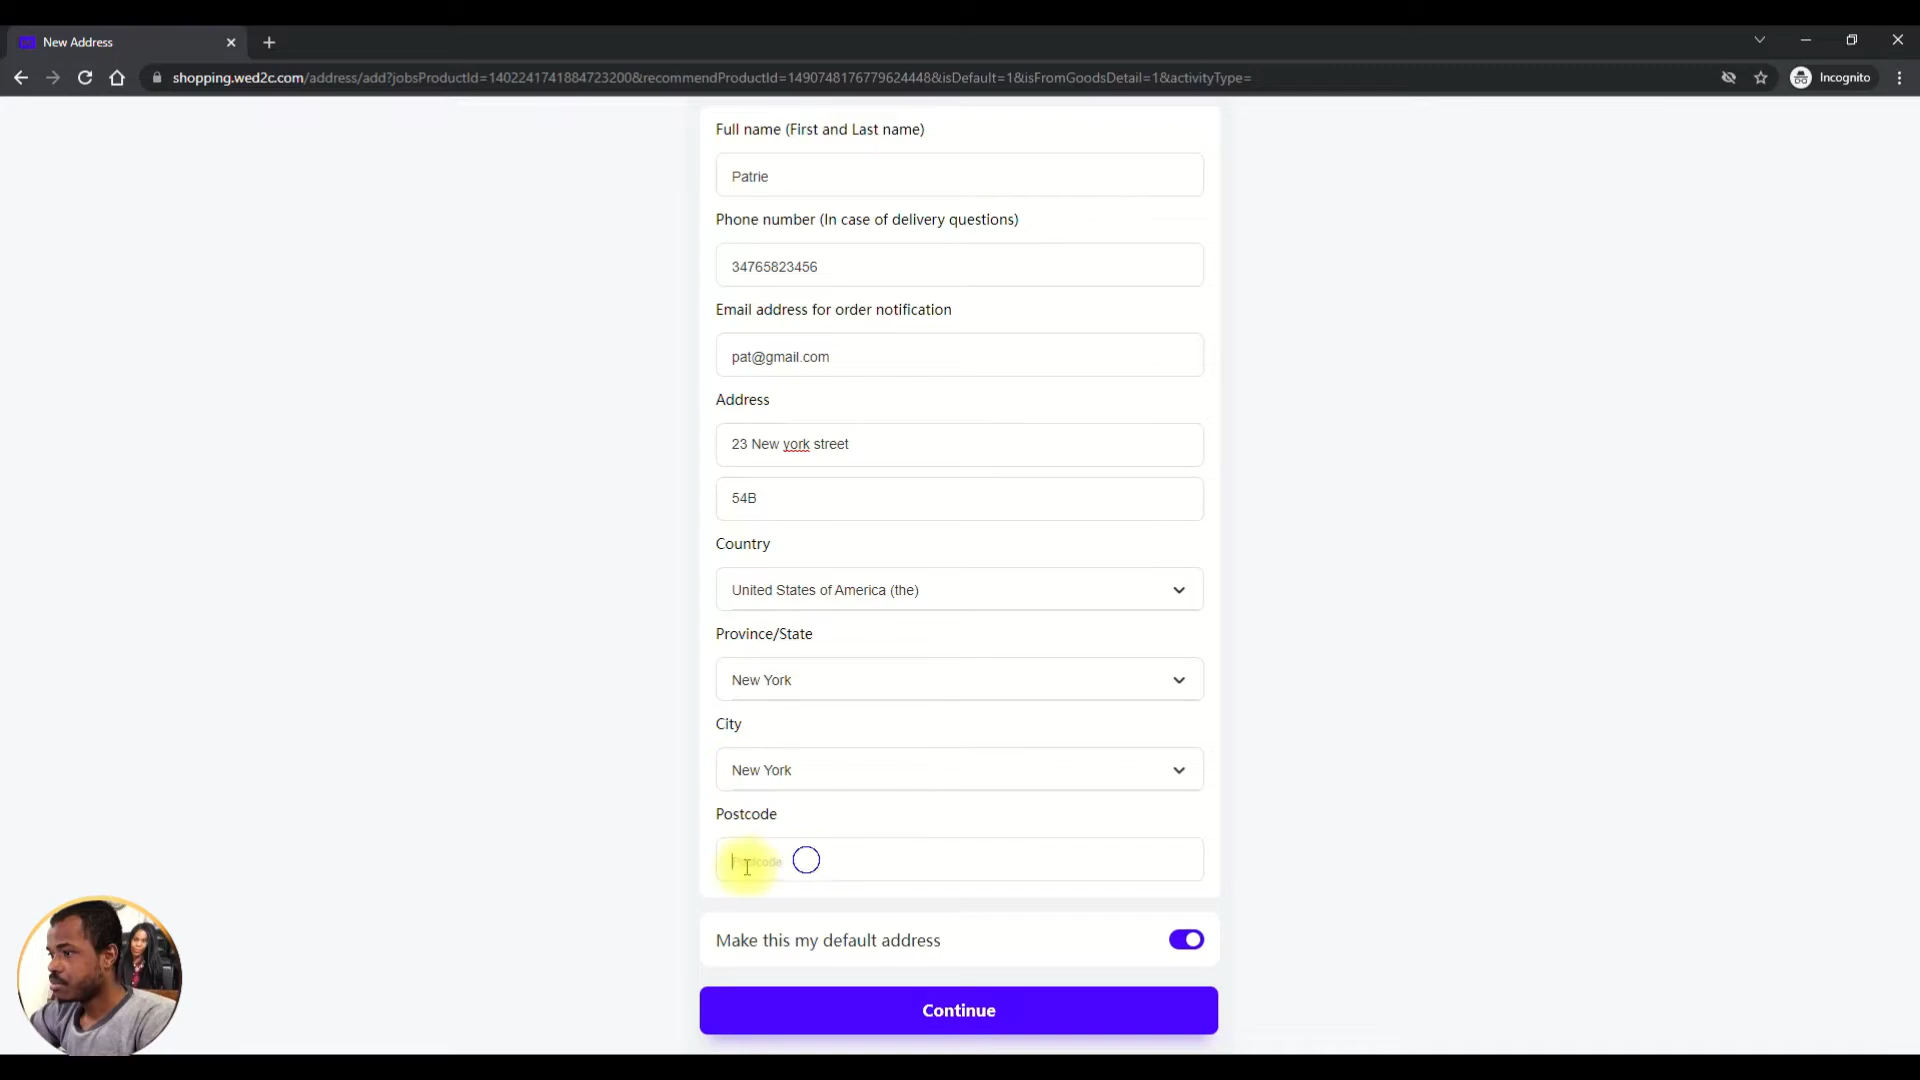 New Address
shopping.wed2c.com/address/add?jobsProductId=14022417418847232008&recommendProductId=1490748176779624448&isDefault=1&isFromGoodsDetail=1&activityType=
Incognito
Full name (First and Last name)
Patrie
Phone number (In case of delivery questions)
34765823456
Email address for order notification
pat@gmail.com
Address
23 New york street
54B
Country
United States of America (the)
Province/State
New York
City
New York
Postcode
Postcode
Make this my default address
Continue